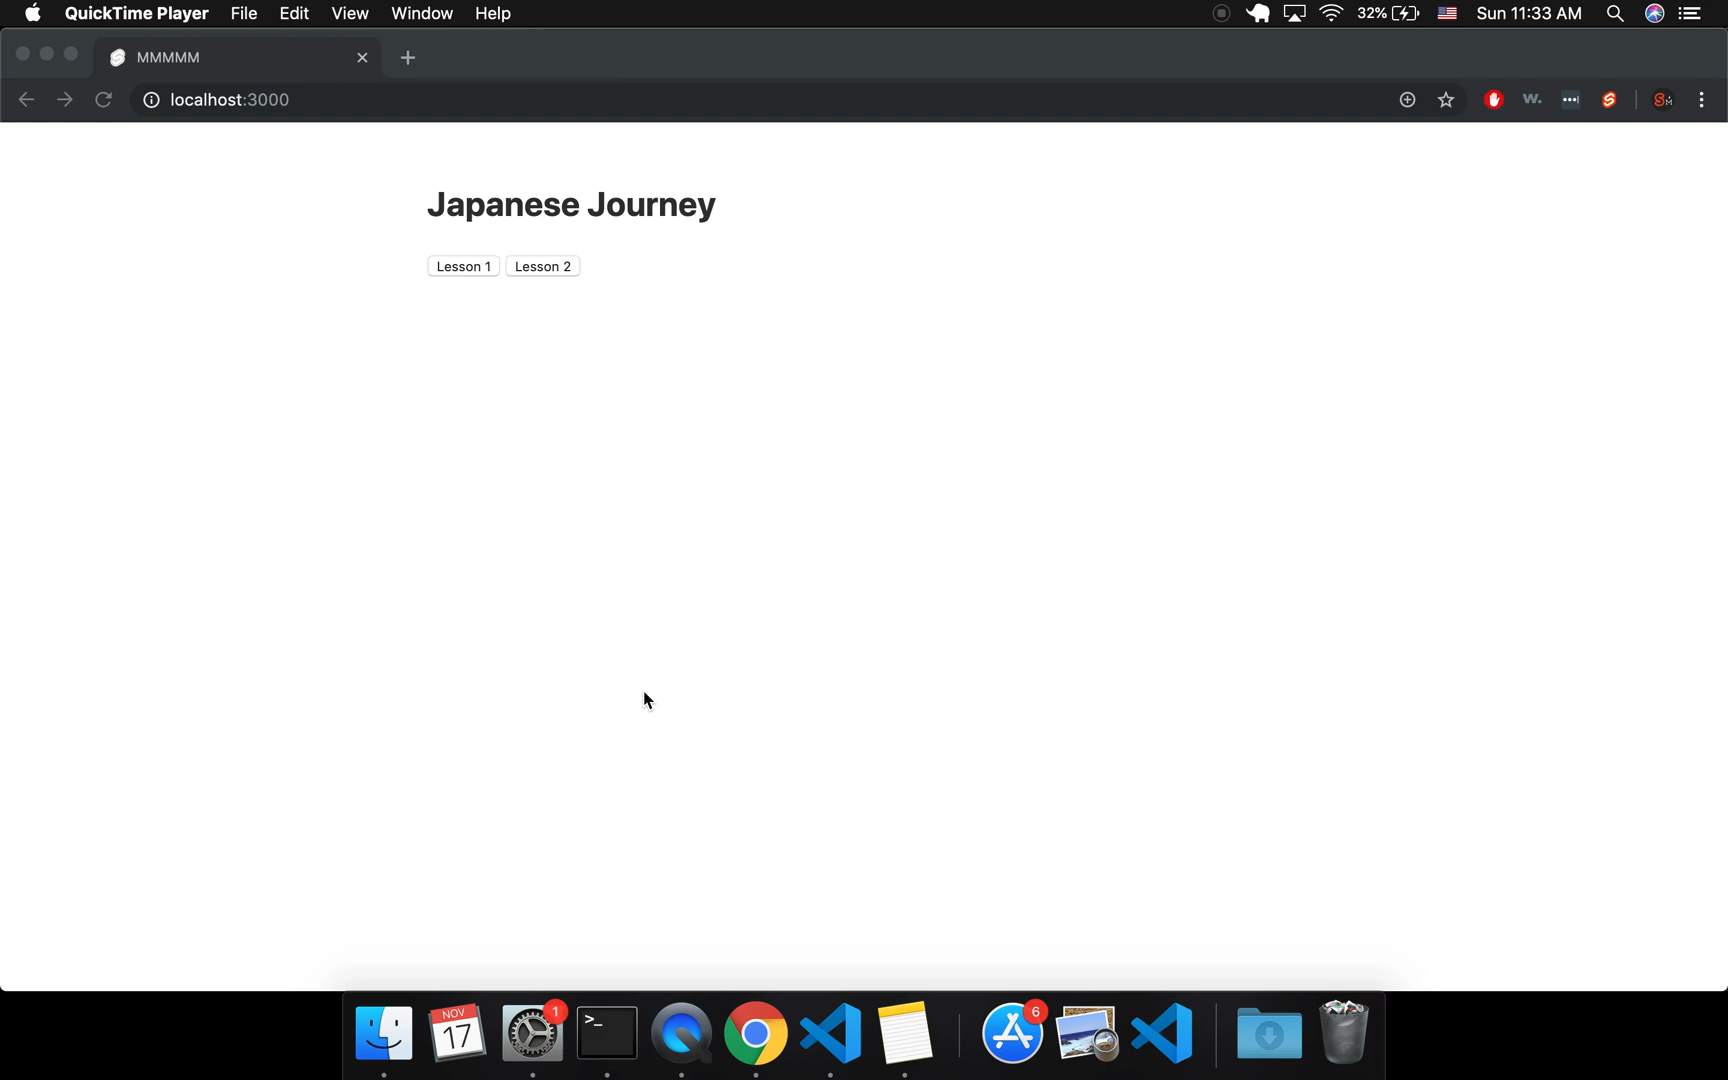 QuickTime Player File Edit View Window Help 32% Sun 11:33 AM
MMMMM
localhost:3000
w.
Japanese Journey
Lesson 1 Lesson 2
NOV
17
1
>_
6